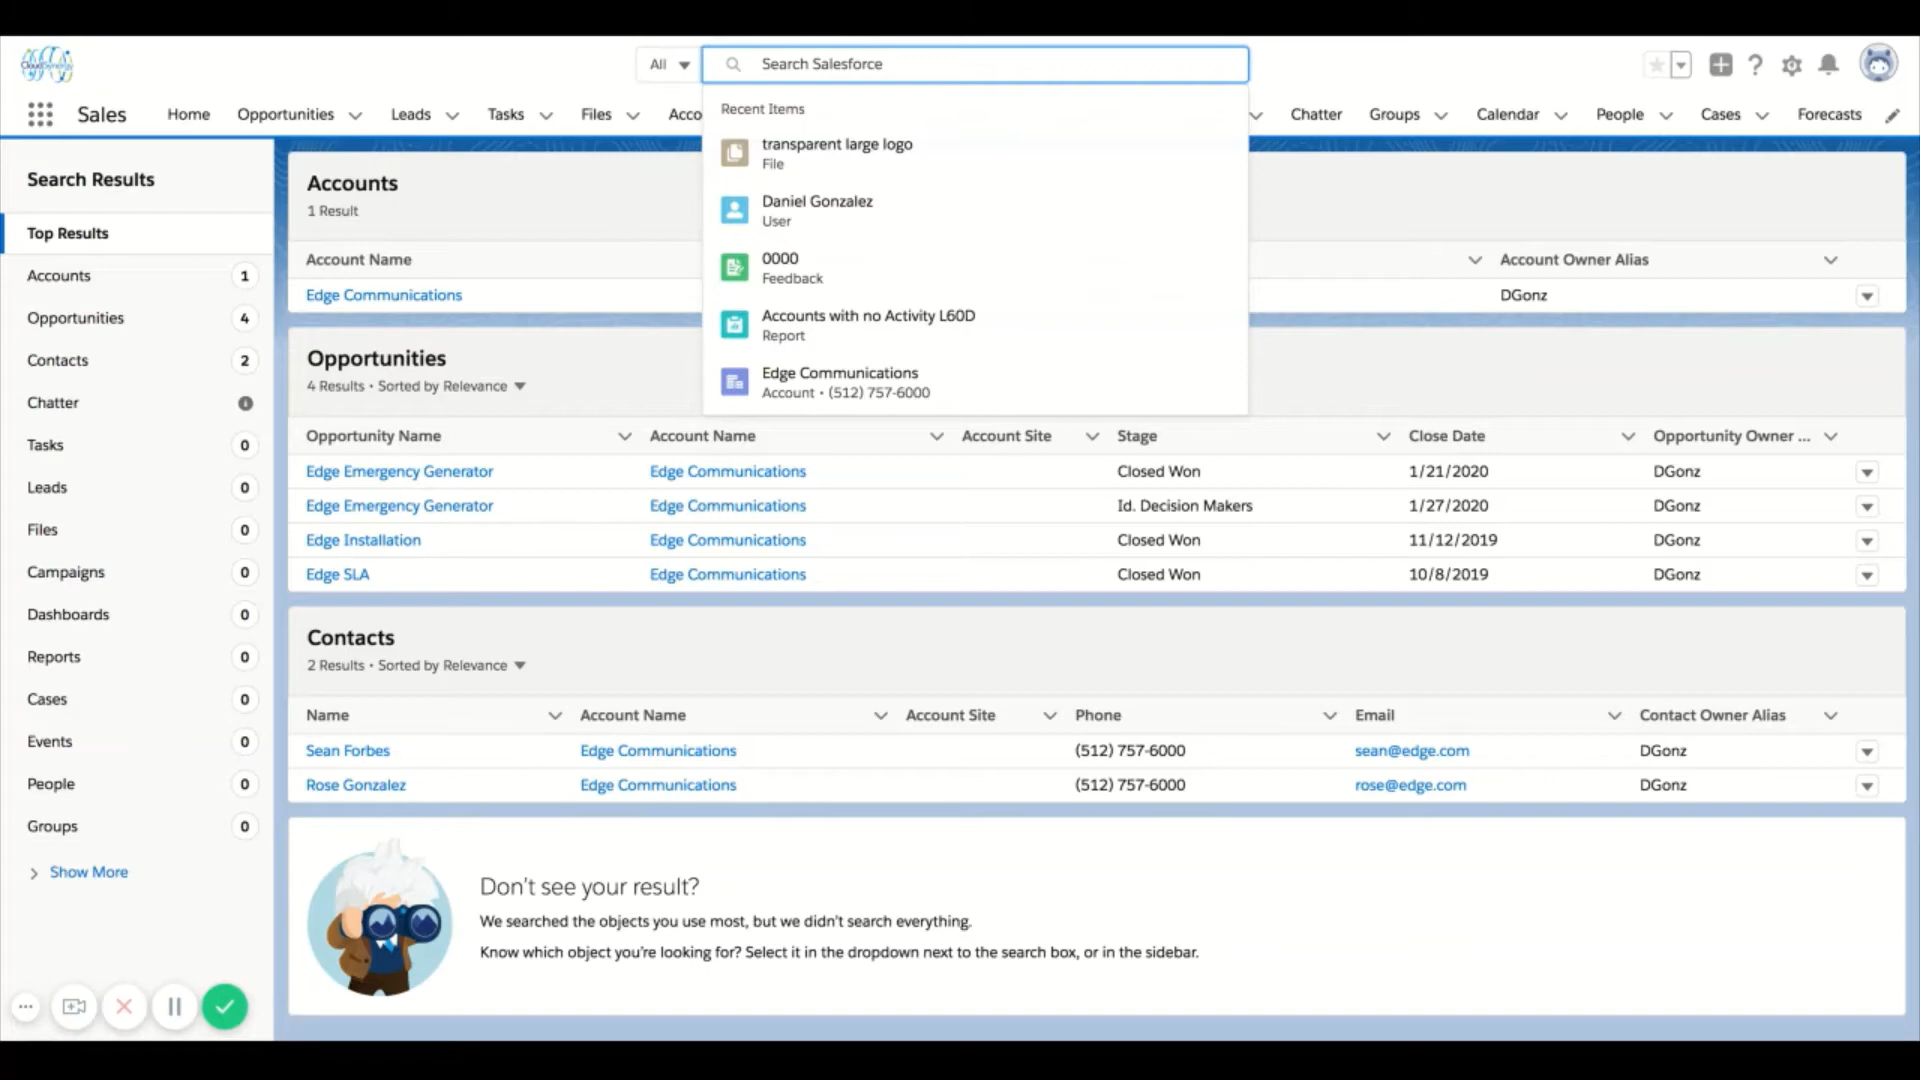 CloudSynergy
All
Search Salesforce
Sales
Home
Opportunities
Leads
Tasks
Files
Acco
Chatter
Groups
Calendar
People
Cases
Forecasts
Recent Items
transparent large logo
File
Daniel Gonzalez
User
0000
Feedback
Accounts with no Activity L60D
Report
Edge Communications
Account • (512) 757-6000
Search Results
Top Results
Accounts 1
Opportunities 4
Contacts 2
Chatter
Tasks 0
Leads 0
Files 0
Campaigns 0
Dashboards 0
Reports 0
Cases 0
Events 0
People 0
Groups 0
Show More
Accounts
1 Result
Account Name Account Owner Alias
Edge Communications DGonz
Opportunities
4 Results • Sorted by Relevance
Opportunity Name Account Name Account Site Stage Close Date Opportunity Owner ...
Edge Emergency Generator Edge Communications Closed Won 1/21/2020 DGonz
Edge Emergency Generator Edge Communications Id. Decision Makers 1/27/2020 DGonz
Edge Installation Edge Communications Closed Won 11/12/2019 DGonz
Edge SLA Edge Communications Closed Won 10/8/2019 DGonz
Contacts
2 Results • Sorted by Relevance
Name Account Name Account Site Phone Email Contact Owner Alias
Sean Forbes Edge Communications (512) 757-6000 sean@edge.com DGonz
Rose Gonzalez Edge Communications (512) 757-6000 rose@edge.com DGonz
Don't see your result?
We searched the objects you use most, but we didn't search everything.
Know which object you're looking for? Select it in the dropdown next to the search box, or in the sidebar.